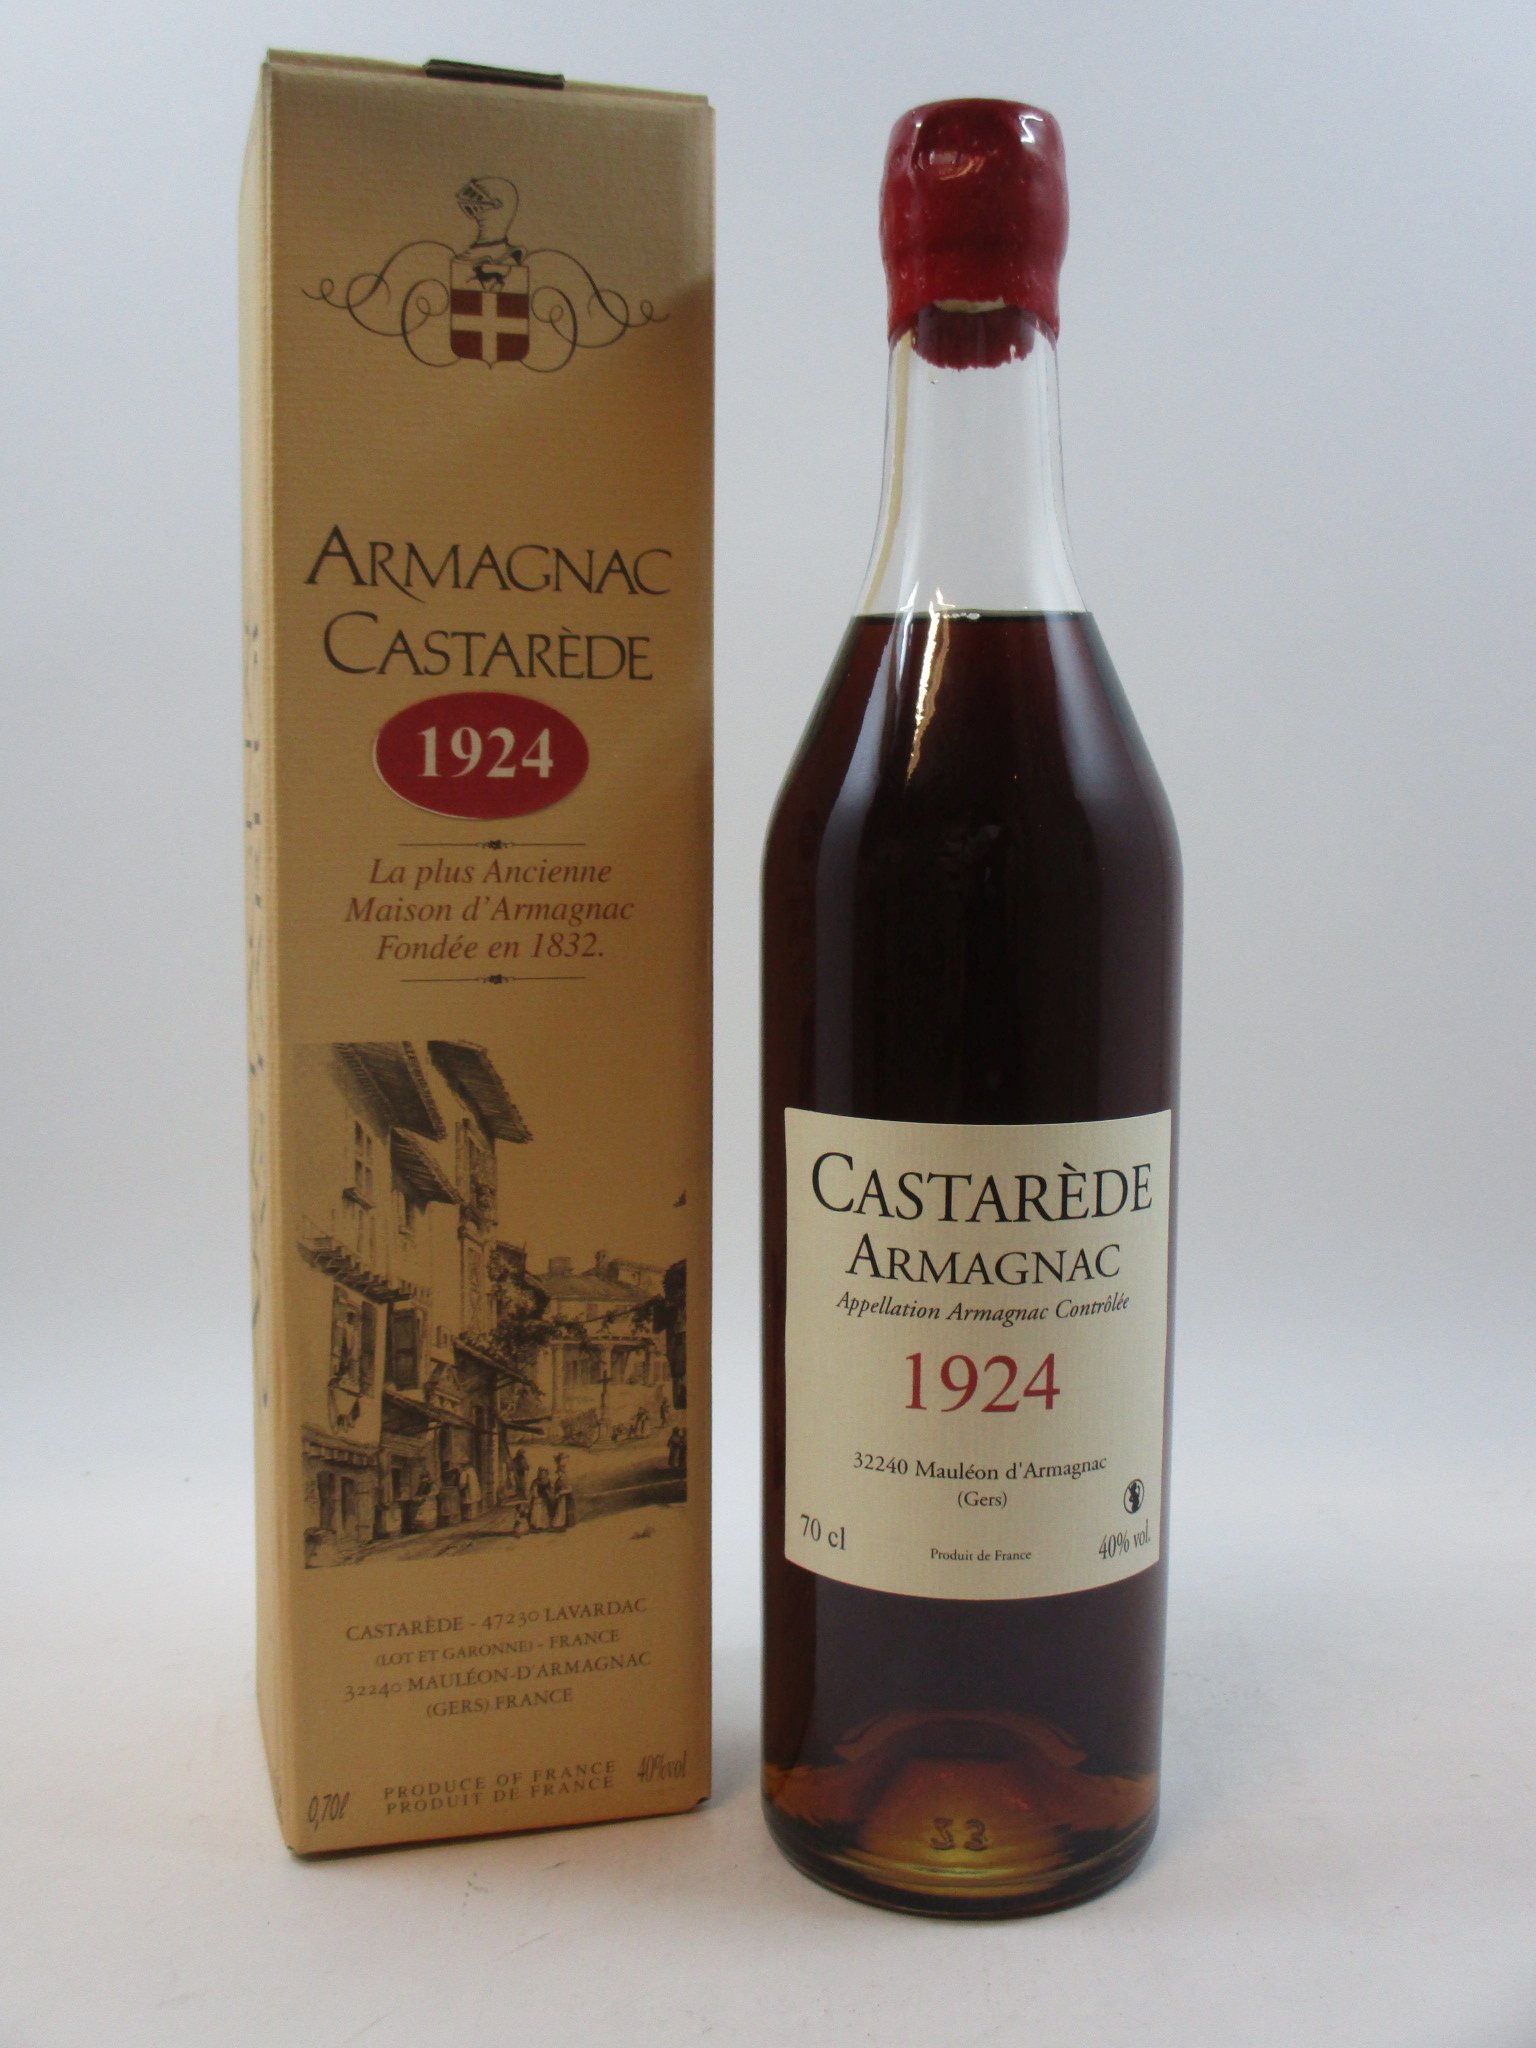 ARMAGNAC
CASTARÈDE
1924
La plus Ancienne
Maison d'Armagnac
Fondée en 1832.
CASTARÈDE - 47230 LAVARDAC
(LOT ET GARONNE) - FRANCE
32240 MAULÉON-D'ARMAGNAC
(GERS) FRANCE
0,70l
PRODUCE OF FRANCE
PRODUIT DE FRANCE
40%vol
CASTARÈDE
ARMAGNAC
Appellation Armagnac Contrôlée
1924
32240 Mauléon d'Armagnac
(Gers)
70 cl
Produit de France
40% vol.